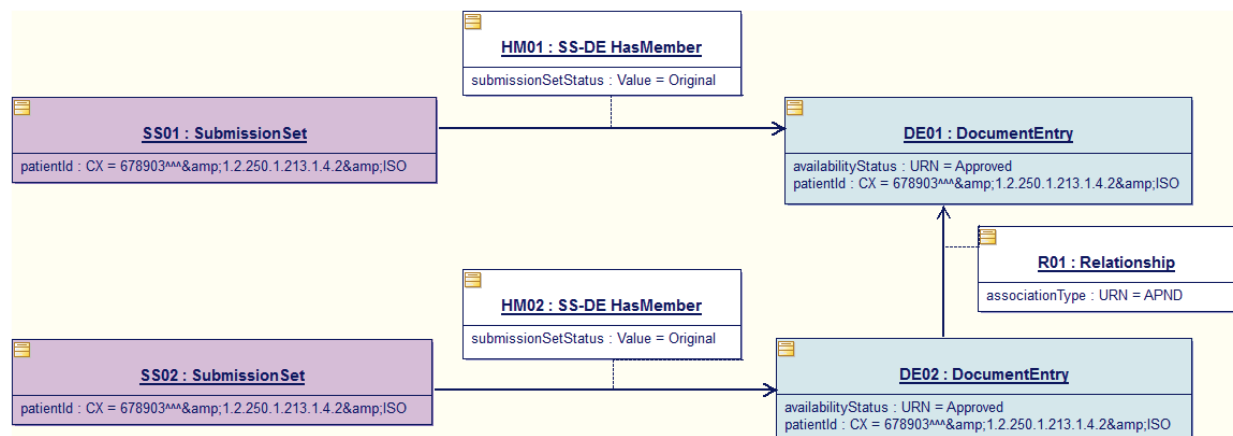 HM01 : SS-DE HasMember
submissionSetStatus : Value = Original
SS01 : SubmissionSet
patientId : CX = 678903^^^&amp;1.2.250.1.213.1.4.2&amp;ISO
DE01 : DocumentEntry
availabilityStatus : URN = Approved
patientId : CX = 678903^^^&amp;1.2.250.1.213.1.4.2&amp;ISO
R01 : Relationship
associationType : URN = APND
HM02 : SS-DE HasMember
submissionSetStatus : Value = Original
SS02 : SubmissionSet
patientId : CX = 678903^^^&amp;1.2.250.1.213.1.4.2&amp;ISO
DE02 : DocumentEntry
availabilityStatus : URN = Approved
patientId : CX = 678903^^^&amp;1.2.250.1.213.1.4.2&amp;ISO